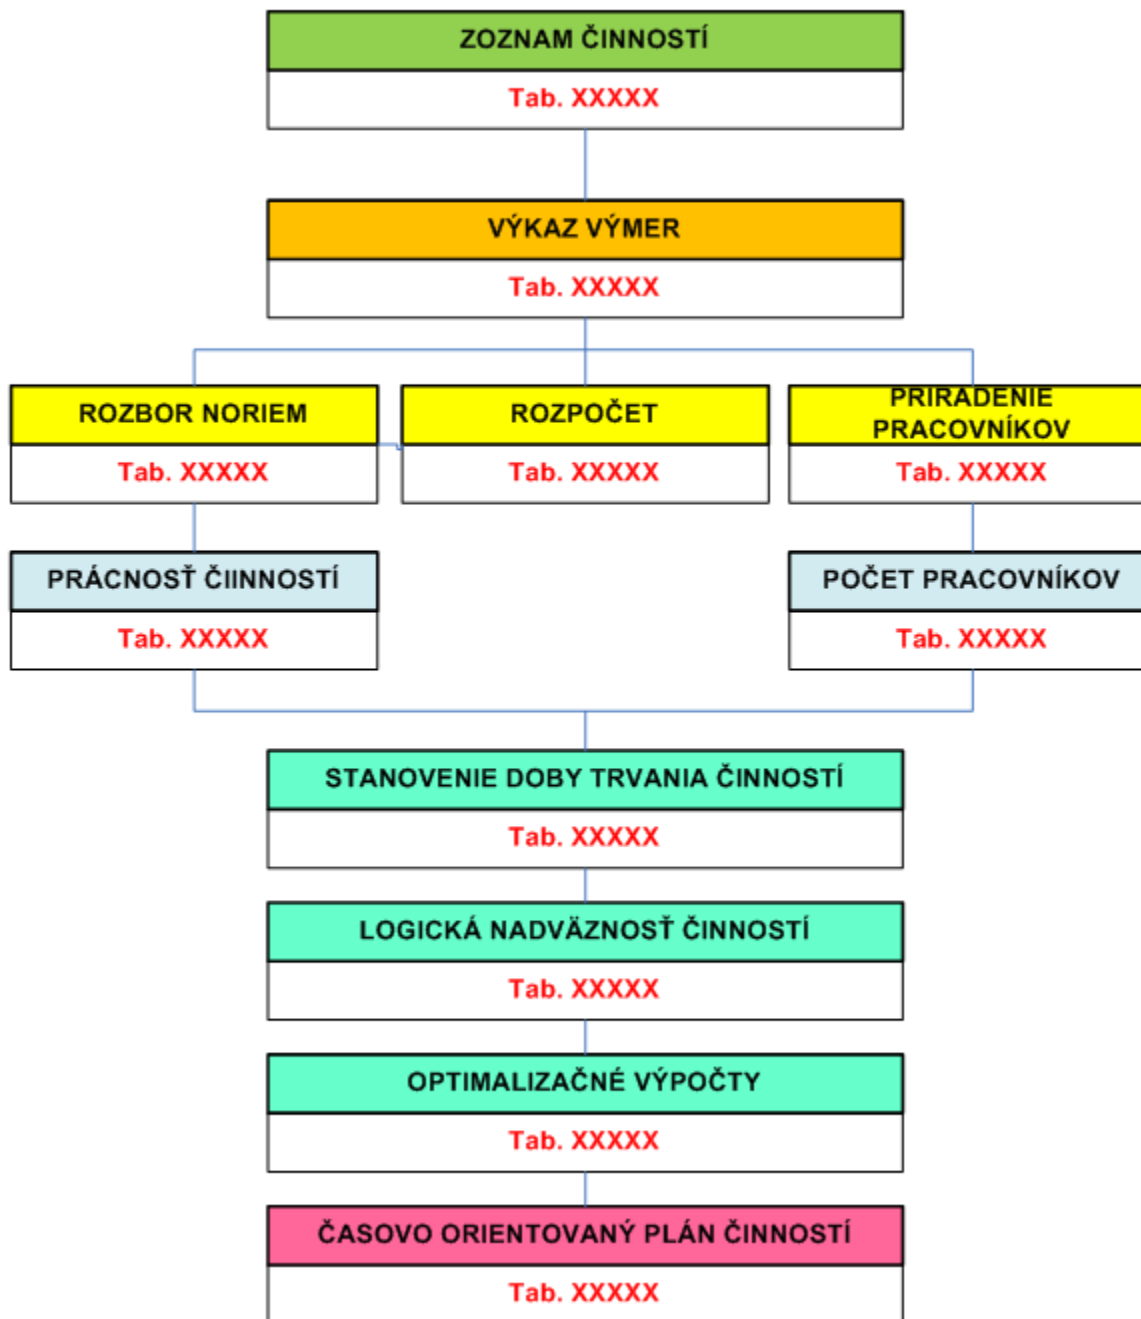 ZOZNAM ČINNOSTÍ
Tab. XXXXX
VÝKAZ VÝMER
Tab. XXXXX
ROZBOR NORIEM
Tab. XXXXX
ROZPOČET
Tab. XXXXX
PRIRADENIE
PRACOVNÍKOV
Tab. XXXXX
PRÁCNOSŤ ČIINNOSTÍ
Tab. XXXXX
POČET PRACOVNÍKOV
Tab. XXXXX
STANOVENIE DOBY TRVANIA ČINNOSTÍ
Tab. XXXXX
LOGICKÁ NADVÄZNOSŤ ČINNOSTÍ
Tab. XXXXX
OPTIMALIZAČNÉ VÝPOČTY
Tab. XXXXX
ČASOVO ORIENTOVANÝ PLÁN ČINNOSTÍ
Tab. XXXXX